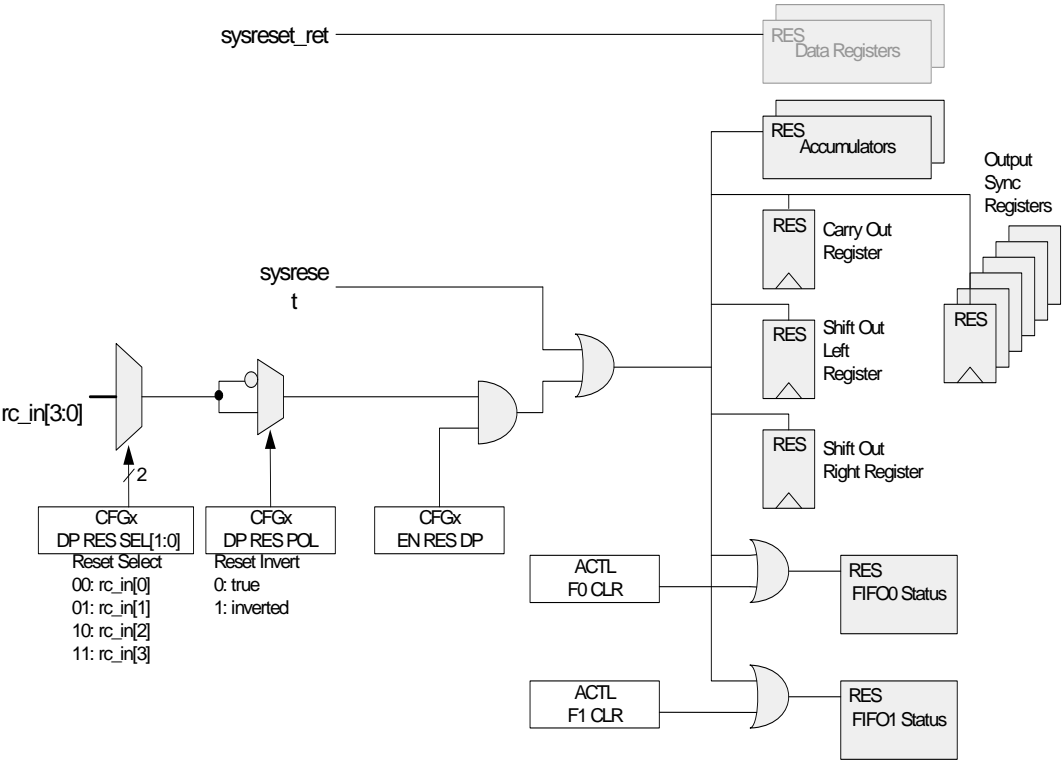 sysreset_ret
RES
Data Registers
RES
Accumulators
Output
Sync
Registers
RES
Carry Out
Register
sysrese
t
RES
Shift Out
Left
Register
RES
rc_in[3:0]
2
RES
Shift Out
Right Register
CFGx
DP RES SEL[1:0]
CFGx
DP RES POL
CFGx
EN RES DP
Reset Select
00: rc_in[0]
01: rc_in[1]
10: rc_in[2]
11: rc_in[3]
Reset Invert
0: true
1: inverted
ACTL
F0 CLR
RES
FIFO0 Status
ACTL
F1 CLR
RES
FIFO1 Status